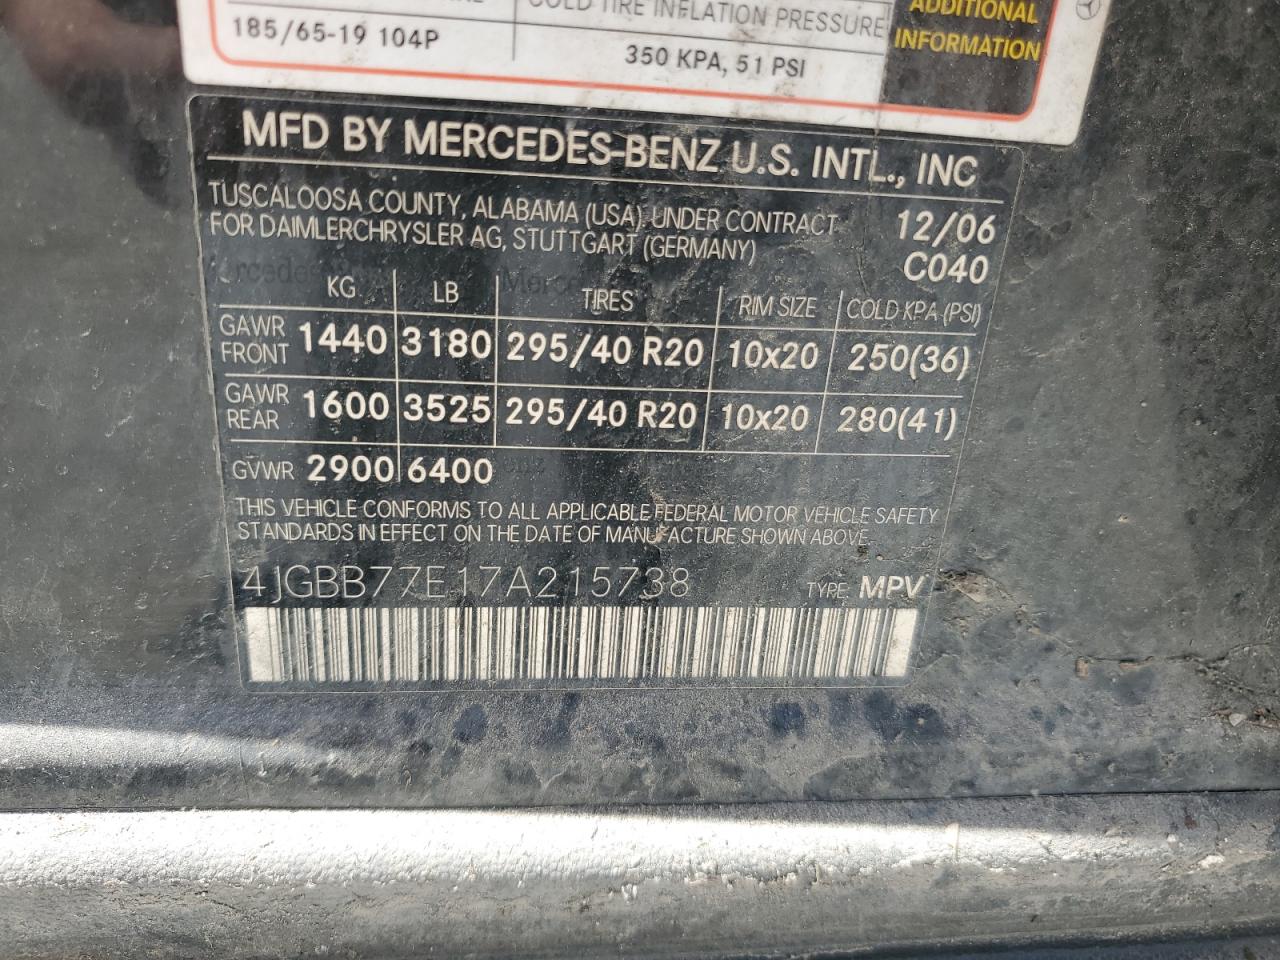 COLD TIRE INFLATION PRESSURE
ADDITIONAL
185/65-19 104P
350 KPA, 51 PSI
INFORMATION
MFD BY MERCEDES-BENZ U.S. INTL., INC
TUSCALOOSA COUNTY, ALABAMA (USA) UNDER CONTRACT 12/06
FOR DAIMLERCHRYSLER AG, STUTTGART (GERMANY) C040
KG LB TIRES RIM SIZE COLD KPA (PSI)
GAWR FRONT 1440 3180 295/40 R20 10x20 250(36)
GAWR REAR 1600 3525 295/40 R20 10x20 280(41)
GVWR 2900 6400
THIS VEHICLE CONFORMS TO ALL APPLICABLE FEDERAL MOTOR VEHICLE SAFETY
STANDARDS IN EFFECT ON THE DATE OF MANUFACTURE SHOWN ABOVE
4JGBB77E17A215738 TYPE: MPV